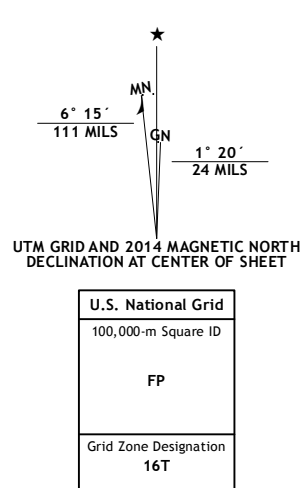 ★
MN
6° 15´
111 MILS
GN
1° 20´
24 MILS
UTM GRID AND 2014 MAGNETIC NORTH
DECLINATION AT CENTER OF SHEET
U.S. National Grid
100,000-m Square ID
FP
Grid Zone Designation
16T